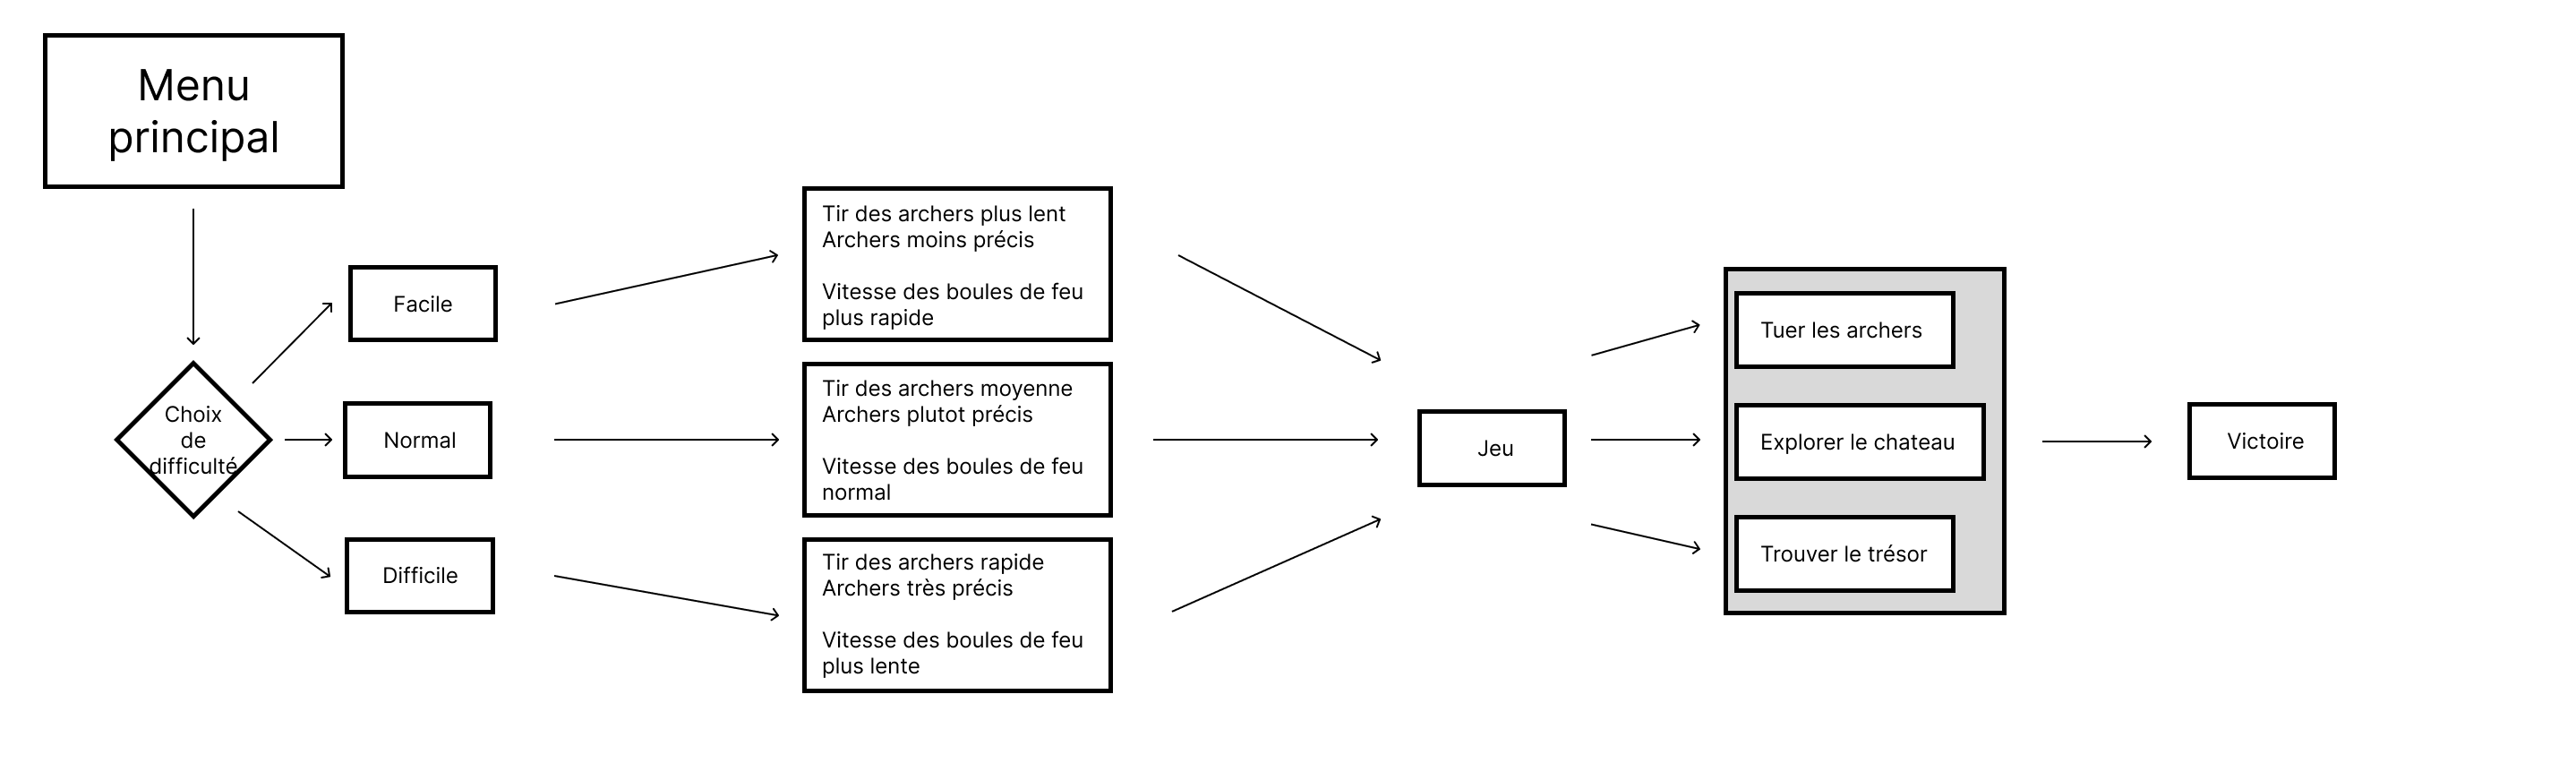 Menu
principal
Choix
de
difficulté
Facile
Normal
Difficile
Tir des archers plus lent
Archers moins précis
Vitesse des boules de feu
plus rapide
Tir des archers moyenne
Archers plutot précis
Vitesse des boules de feu
normal
Tir des archers rapide
Archers très précis
Vitesse des boules de feu
plus lente
Jeu
Tuer les archers
Explorer le chateau
Trouver le trésor
Victoire